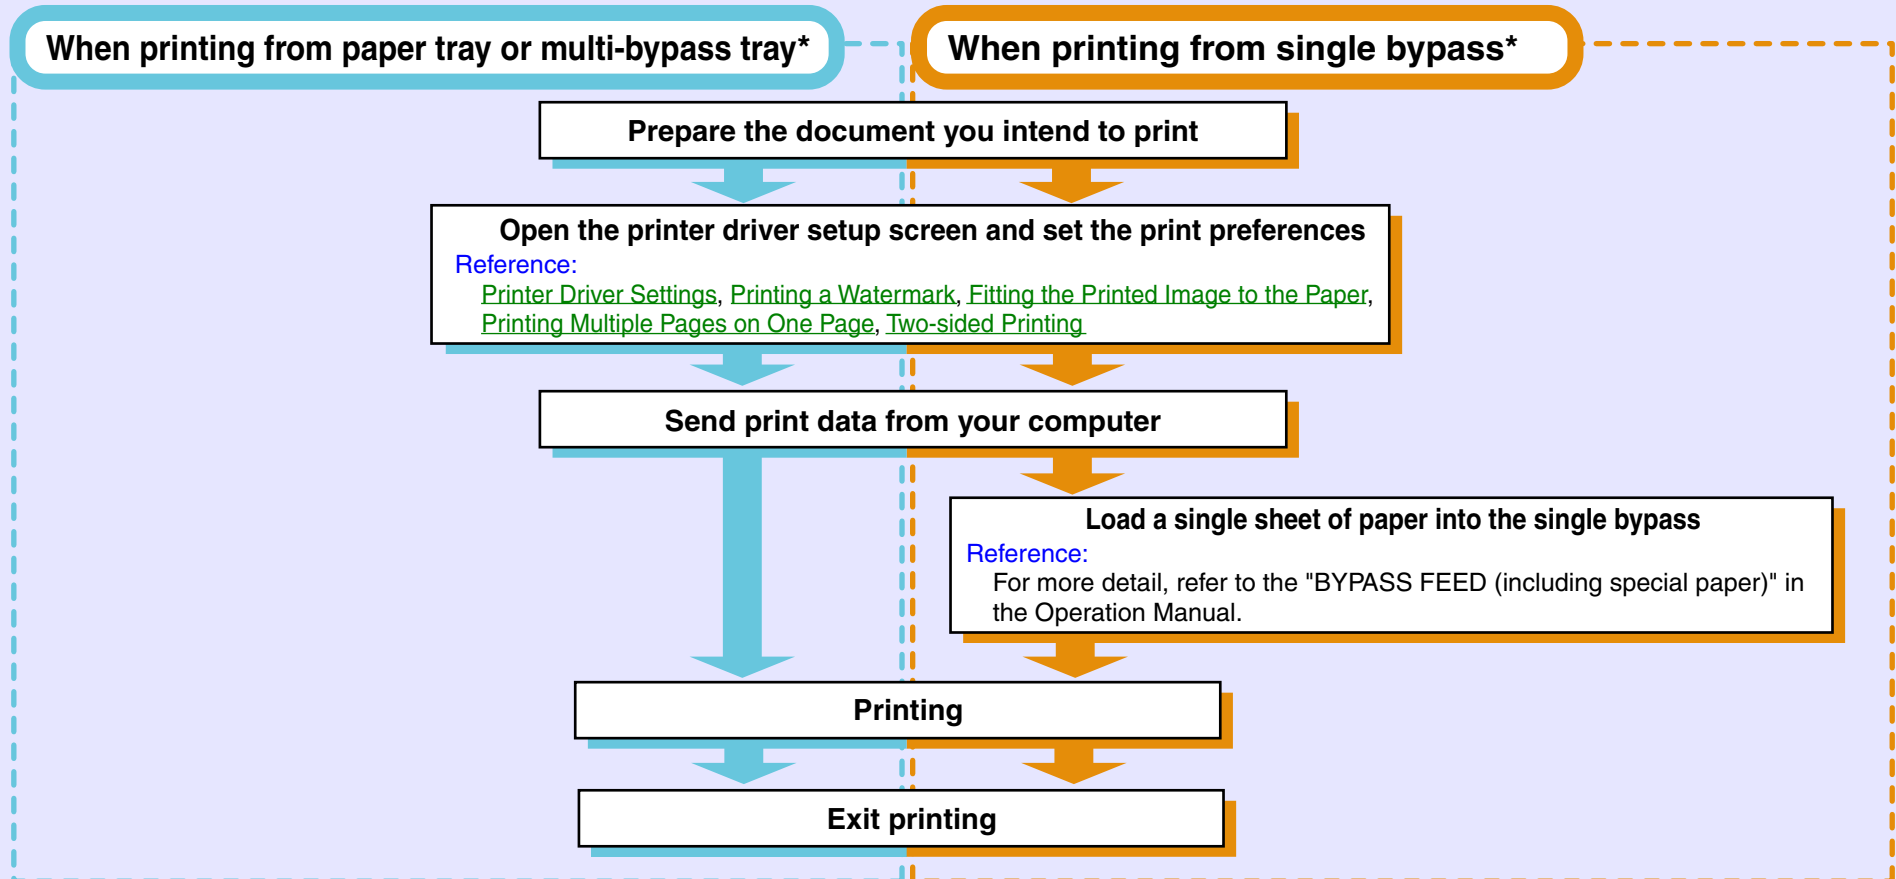 When printing from paper tray or multi-bypass tray*
When printing from single bypass*
Prepare the document you intend to print
Open the printer driver setup screen and set the print preferences
Reference:
Printer Driver Settings, Printing a Watermark, Fitting the Printed Image to the Paper,
Printing Multiple Pages on One Page, Two-sided Printing
Send print data from your computer
Load a single sheet of paper into the single bypass
Reference:
For more detail, refer to the "BYPASS FEED (including special paper)" in
the Operation Manual.
Printing
Exit printing